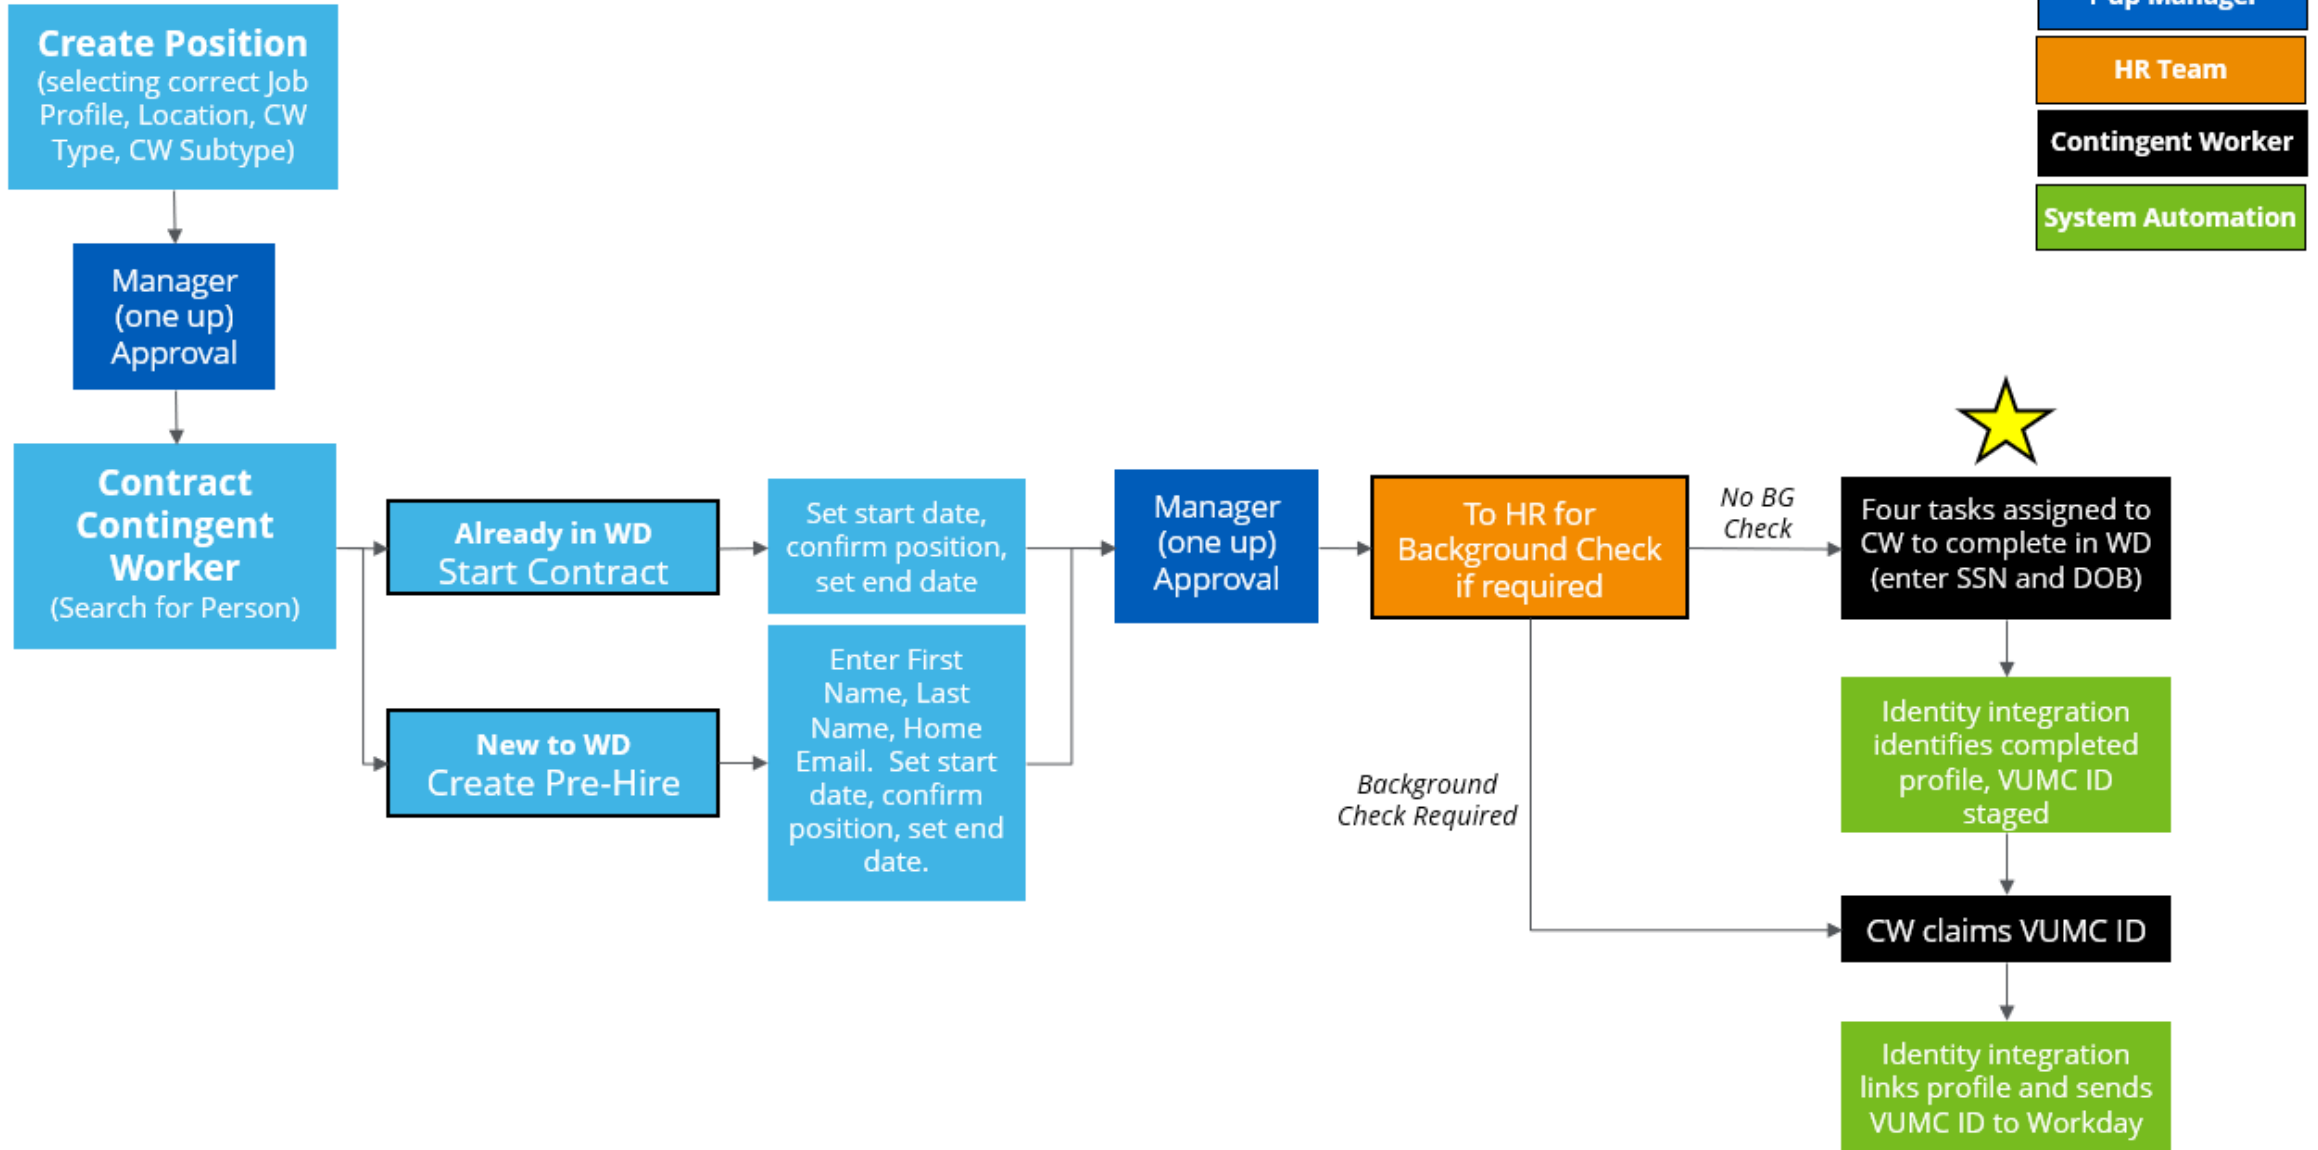 Create Position
(selecting correct Job
Profile, Location, CW
Type, CW Subtype)
Manager
(one up)
Approval
Contract
Contingent
Worker
(Search for Person)
Already in WD
Start Contract
New to WD
Create Pre-Hire
Set start date,
confirm position,
set end date
Enter First
Name, Last
Name, Home
Email.  Set start
date, confirm
position, set end
date.
Manager
(one up)
Approval
To HR for
Background Check
if required
No BG
Check
Background
Check Required
Four tasks assigned to
CW to complete in WD
(enter SSN and DOB)
Identity integration
identifies completed
profile, VUMC ID
staged
CW claims VUMC ID
Identity integration
links profile and sends
VUMC ID to Workday
Manager
HR Team
Contingent Worker
System Automation